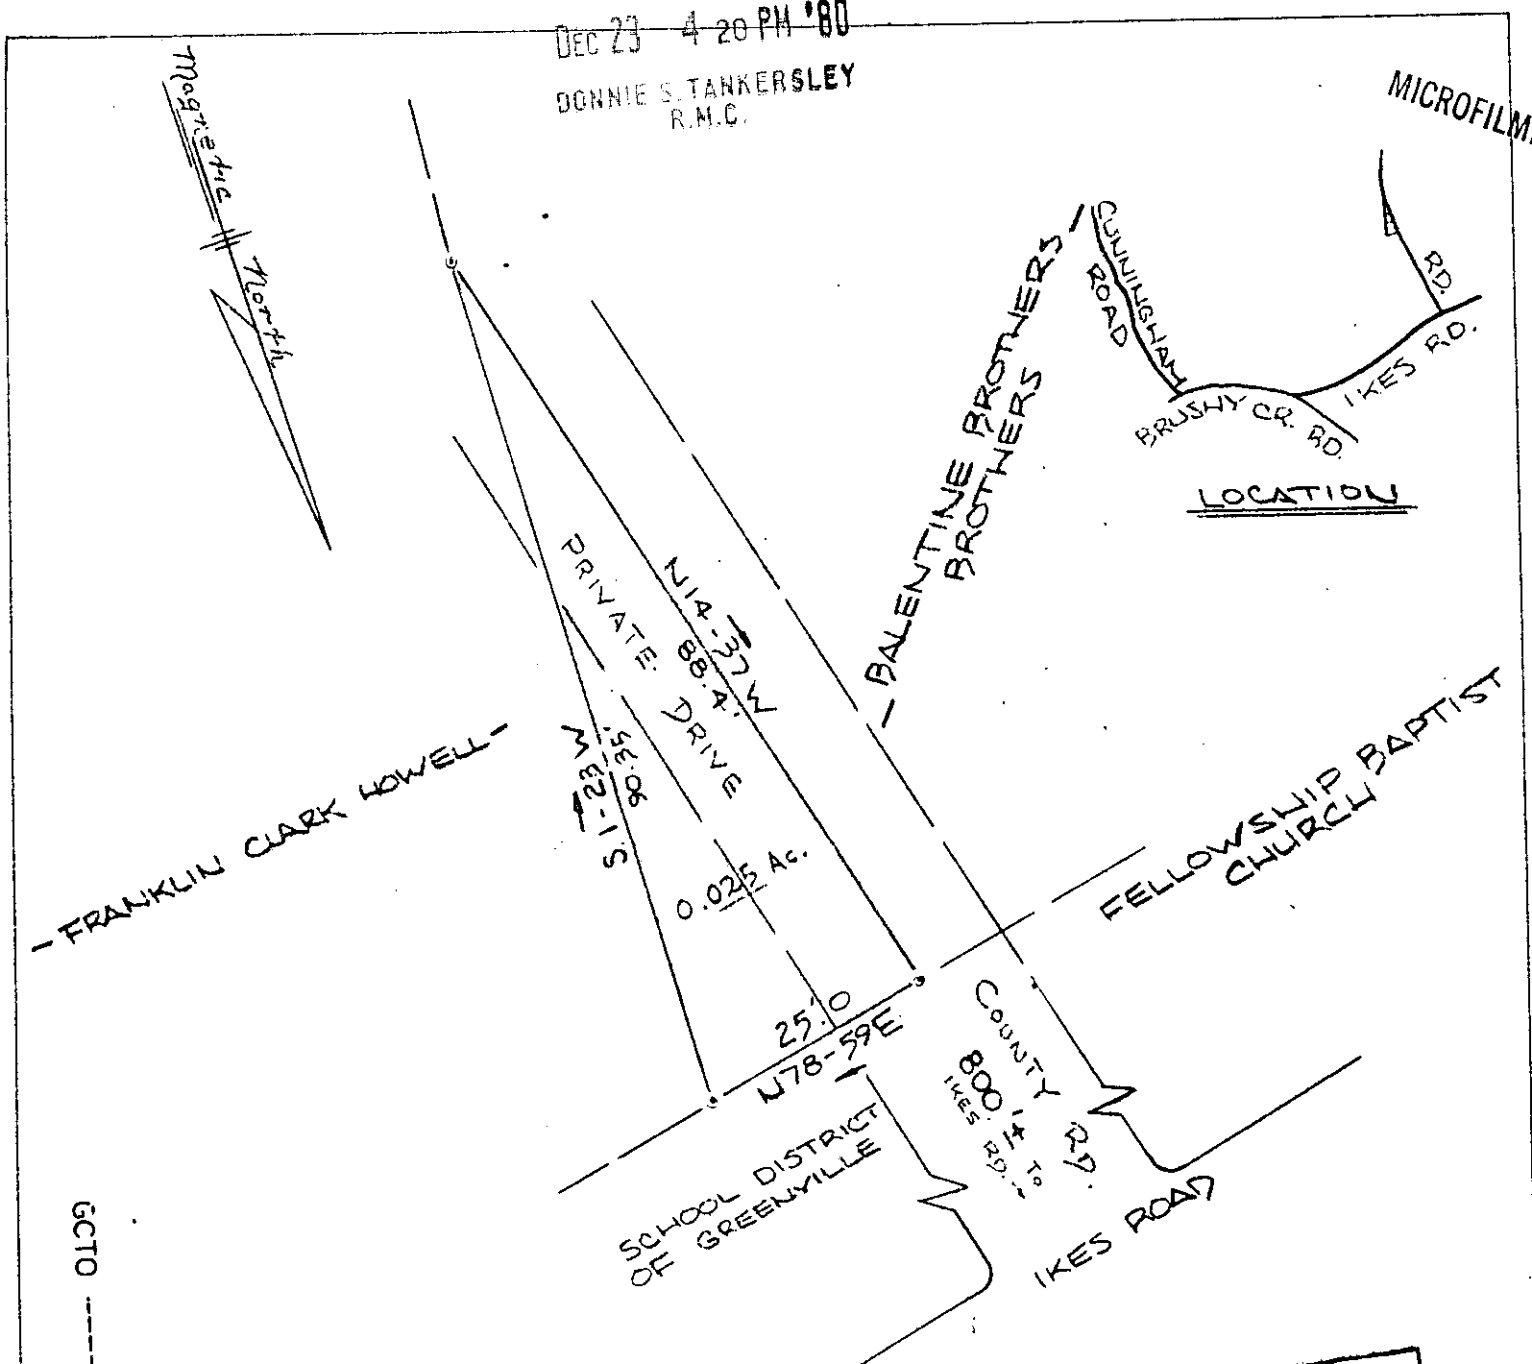 DEC 23 4 20 PM '80
DONNIE S. TANKERSLEY
R.M.C.
MICROFILM
Magnetic North
CUNNINGHAM
ROAD
RD.
IKES RD.
BRUSHY CR. RD.
LOCATION
- BALENTINE BROTHERS -
BROTHERS
PRIVATE DRIVE
N14-37W
88.4'
S1-23 W
90.35'
0.025 Ac.
- FRANKLIN CLARK HOWELL -
FELLOWSHIP BAPTIST
CHURCH
25.'0
N78-59E
COUNTY RD.
800'
IKES RD.
To
SCHOOL DISTRICT
OF GREENVILLE
IKES ROAD
GCTO